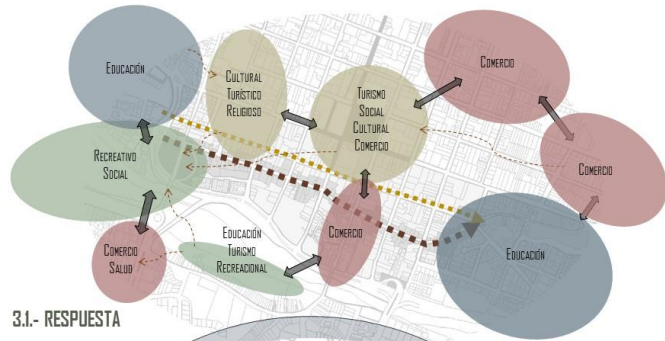 EDUCACIÓN
CULTURAL
TURÍSTICO
RELIGIOSO
TURISMO
SOCIAL
CULTURAL
COMERCIO
COMERCIO
COMERCIO
RECREATIVO
SOCIAL
COMERCIO
SALUD
EDUCACIÓN
TURISMO
RECREACIONAL
COMERCIO
EDUCACIÓN
3.1.- RESPUESTA